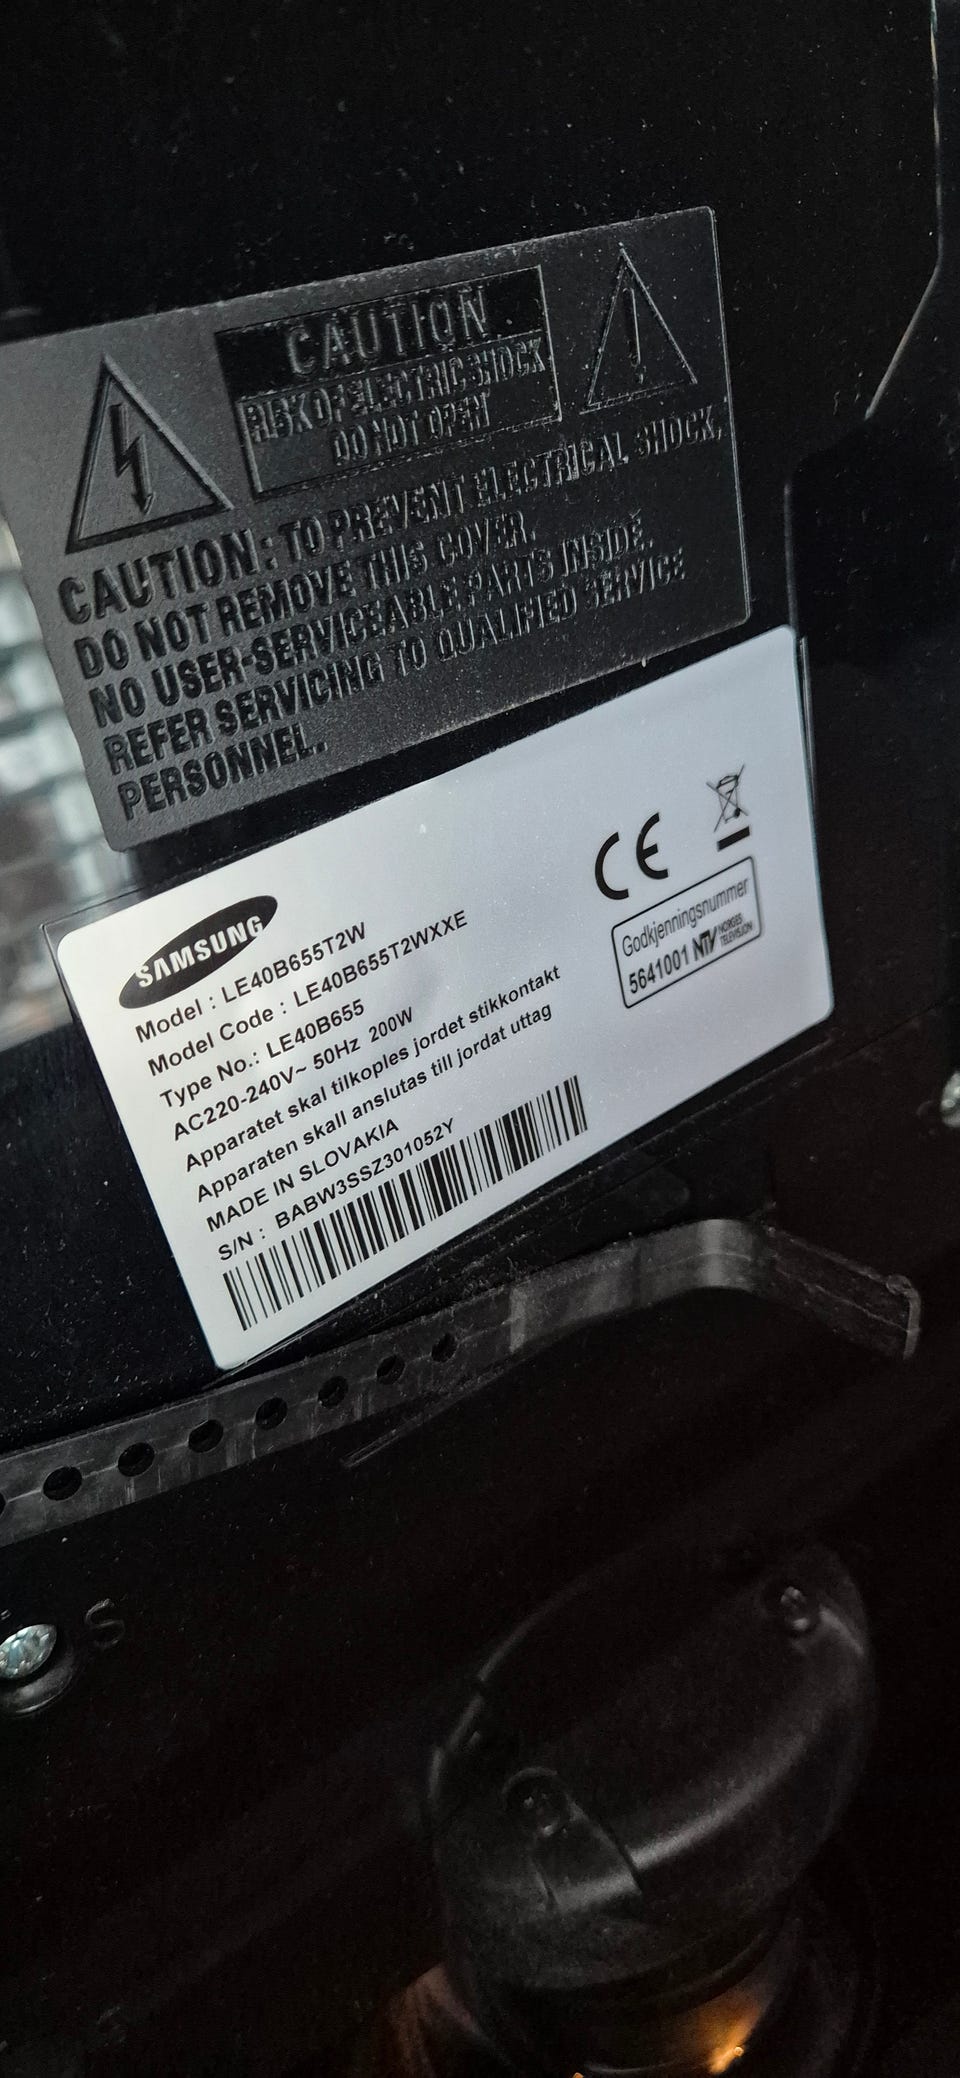 CAUTION
RISK OF ELECTRIC SHOCK
DO NOT OPEN
CAUTION: TO PREVENT ELECTRICAL SHOCK,
DO NOT REMOVE THIS COVER.
NO USER-SERVICEABLE PARTS INSIDE.
REFER SERVICING TO QUALIFIED SERVICE
PERSONNEL.
SAMSUNG
Model : LE40B655T2W
Model Code : LE40B655T2WXXE
Type No.: LE40B655
AC220-240V~ 50Hz 200W
Apparatet skal tilkoples jordet stikkontakt
Apparaten skall anslutas till jordat uttag
MADE IN SLOVAKIA
S/N : BABW3SSZ301052Y
CE
Godkjenningsnummer
5641001 NTV NORGES
TELEVISJON
S